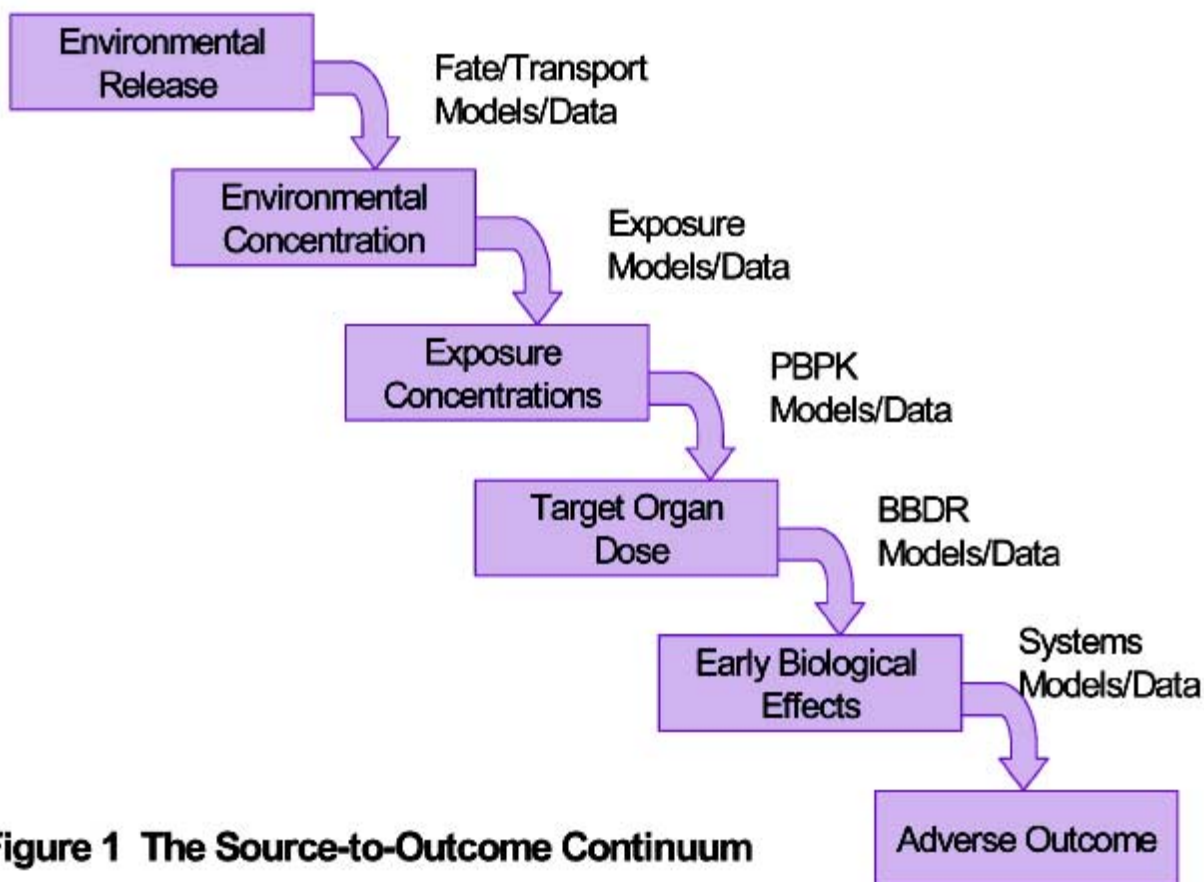 Environmental
Release
Fate/Transport
Models/Data
Environmental
Concentration
Exposure
Models/Data
Exposure
Concentrations
PBPK
Models/Data
Target Organ
Dose
BBDR
Models/Data
Early Biological
Effects
Systems
Models/Data
Adverse Outcome
Figure 1 The Source-to-Outcome Continuum